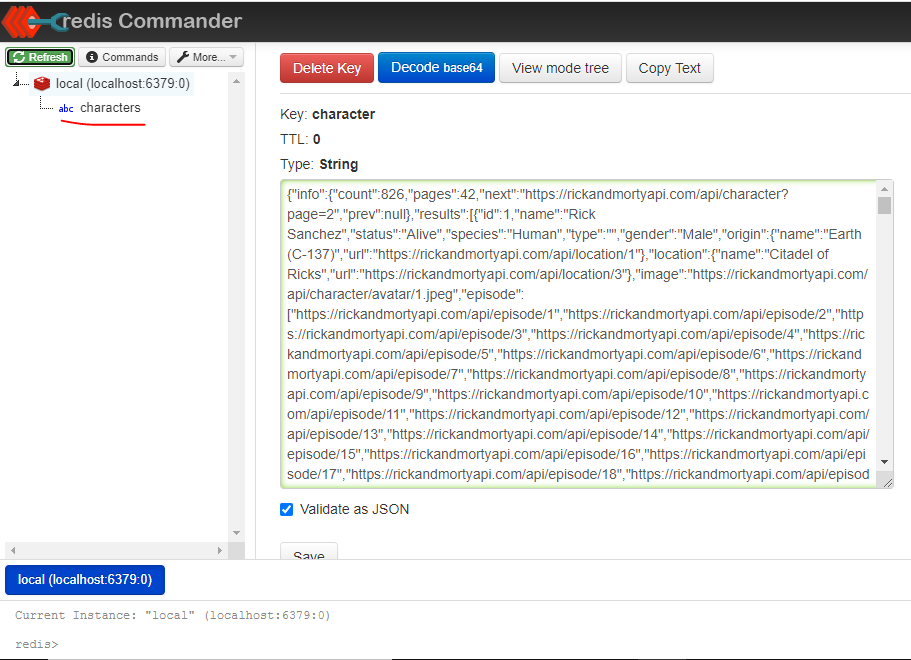 redis Commander
Refresh
Commands
More...
local (localhost:6379:0)
abc characters
Delete Key
Decode base64
View mode tree
Copy Text
Key: character
TTL: 0
Type: String
{"info":{"count":826,"pages":42,"next":"https://rickandmortyapi.com/api/character?
page=2","prev":null},"results":[{"id":1,"name":"Rick
Sanchez","status":"Alive","species":"Human","type":"","gender":"Male","origin":{"name":"Earth
(C-137)","url":"https://rickandmortyapi.com/api/location/1"},"location":{"name":"Citadel of
Ricks","url":"https://rickandmortyapi.com/api/location/3"},"image":"https://rickandmortyapi.com/
api/character/avatar/1.jpeg","episode":
["https://rickandmortyapi.com/api/episode/1","https://rickandmortyapi.com/api/episode/2","http
s://rickandmortyapi.com/api/episode/3","https://rickandmortyapi.com/api/episode/4","https://ric
kandmortyapi.com/api/episode/5","https://rickandmortyapi.com/api/episode/6","https://rickand
mortyapi.com/api/episode/7","https://rickandmortyapi.com/api/episode/8","https://rickandmorty
api.com/api/episode/9","https://rickandmortyapi.com/api/episode/10","https://rickandmortyapi.c
om/api/episode/11","https://rickandmortyapi.com/api/episode/12","https://rickandmortyapi.com/
api/episode/13","https://rickandmortyapi.com/api/episode/14","https://rickandmortyapi.com/api/
episode/15","https://rickandmortyapi.com/api/episode/16","https://rickandmortyapi.com/api/epi
sode/17","https://rickandmortyapi.com/api/episode/18","https://rickandmortyapi.com/api/episod
Validate as JSON
Save
local (localhost:6379:0)
Current Instance: "local" (localhost:6379:0)
redis>